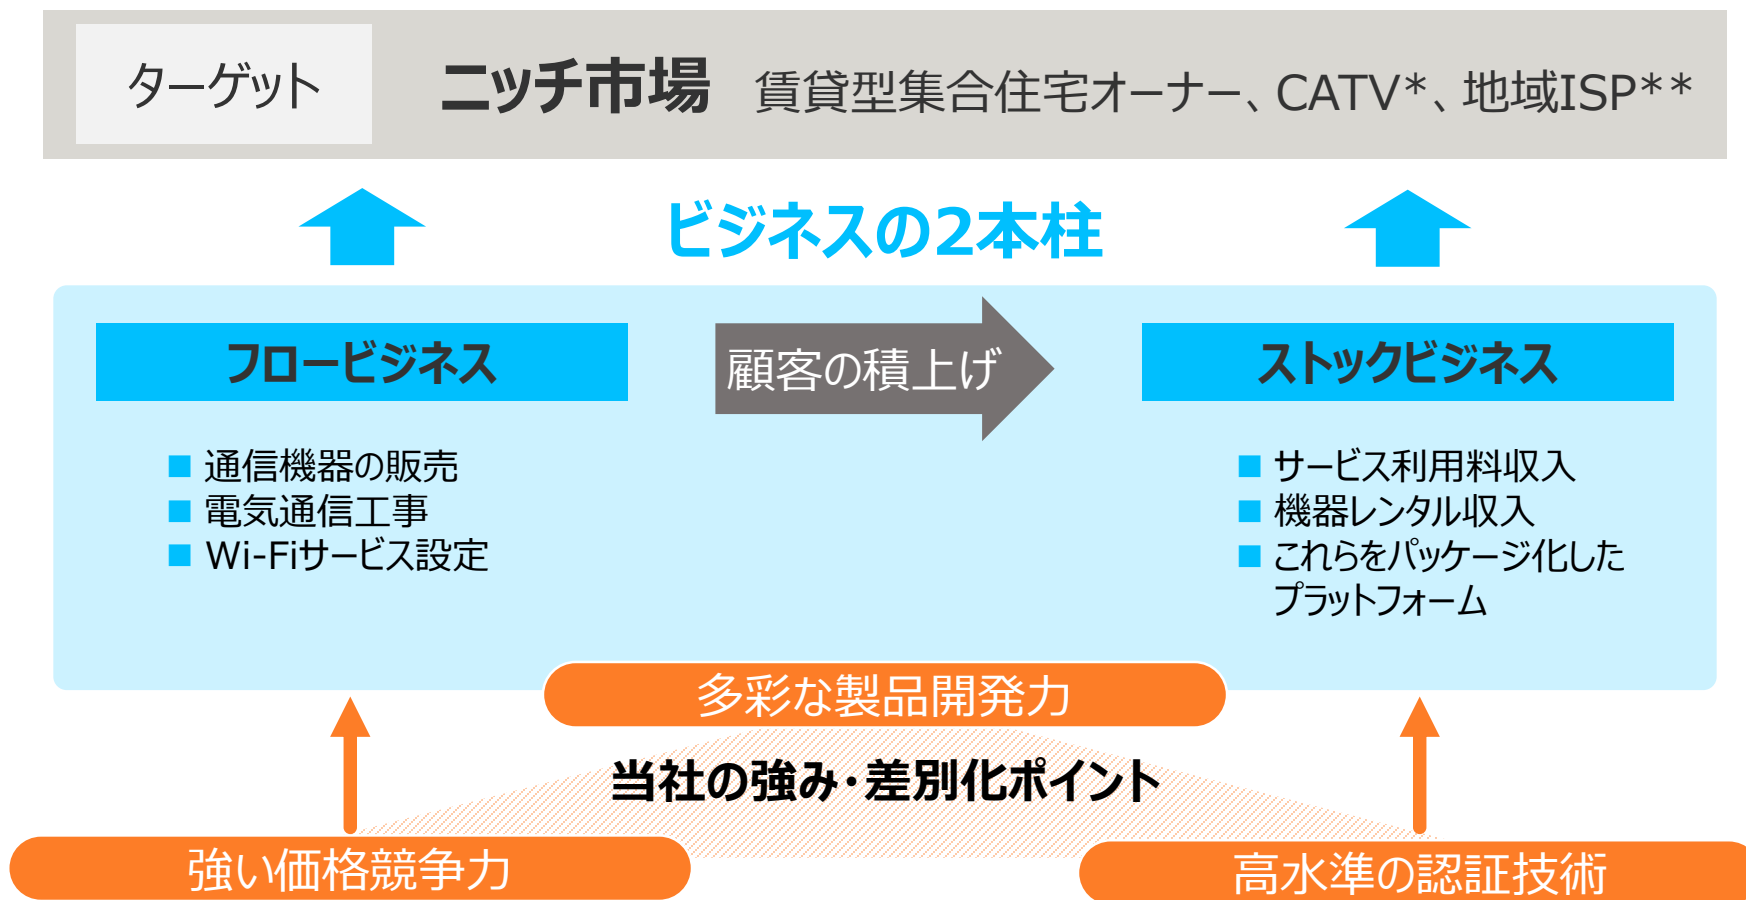 ターゲット
ニッチ市場 賃貸型集合住宅オーナー、CATV*、地域ISP**
ビジネスの2本柱
フロービジネス
顧客の積上げ
ストックビジネス
■ 通信機器の販売
■ 電気通信工事
■ Wi-Fiサービス設定
■ サービス利用料収入
■ 機器レンタル収入
■ これらをパッケージ化した
プラットフォーム
多彩な製品開発力
当社の強み・差別化ポイント
強い価格競争力
高水準の認証技術